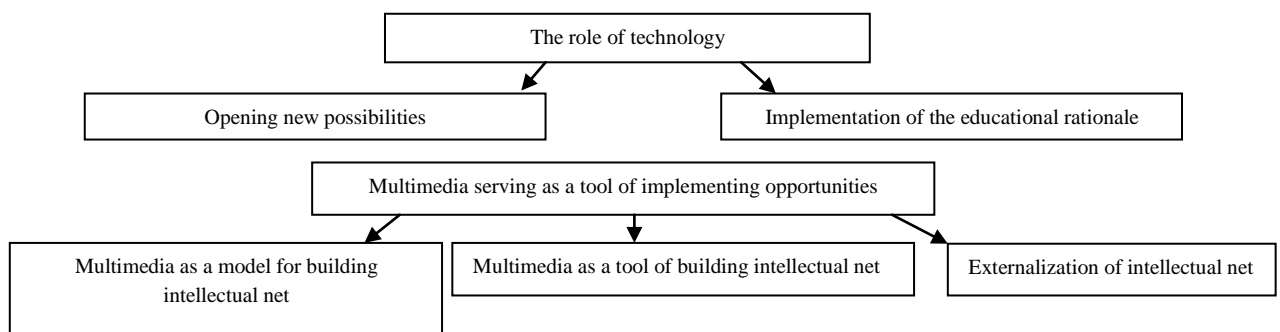 The role of technology
Opening new possibilities
Implementation of the educational rationale
Multimedia serving as a tool of implementing opportunities
Multimedia as a model for building
intellectual net
Multimedia as a tool of building intellectual net
Externalization of intellectual net